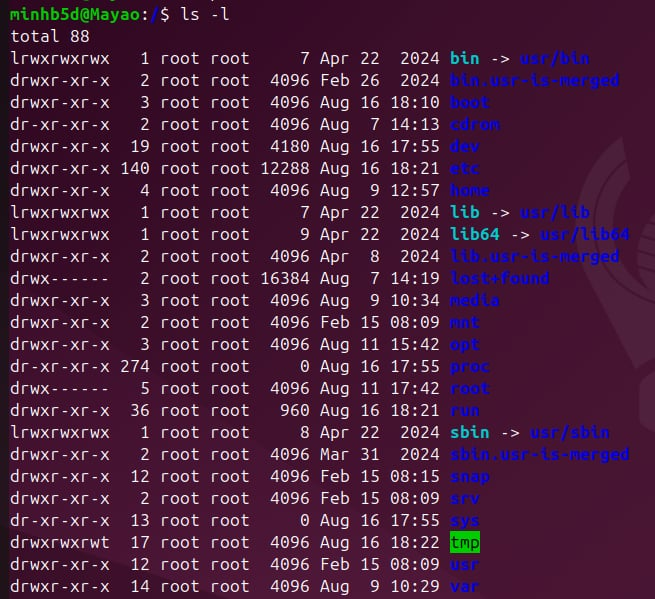 minhb5d@Mayao:/$ ls -l
total 88
lrwxrwxrwx   1 root root     7 Apr 22  2024 bin -> usr/bin
drwxr-xr-x   2 root root  4096 Feb 26  2024 bin.usr-is-merged
drwxr-xr-x   3 root root  4096 Aug 16 18:10 boot
dr-xr-xr-x   2 root root  4096 Aug  7 14:13 cdrom
drwxr-xr-x  19 root root  4180 Aug 16 17:55 dev
drwxr-xr-x 140 root root 12288 Aug 16 18:21 etc
drwxr-xr-x   4 root root  4096 Aug  9 12:57 home
lrwxrwxrwx   1 root root     7 Apr 22  2024 lib -> usr/lib
lrwxrwxrwx   1 root root     9 Apr 22  2024 lib64 -> usr/lib64
drwxr-xr-x   2 root root  4096 Apr  8  2024 lib.usr-is-merged
drwx------   2 root root 16384 Aug  7 14:19 lost+found
drwxr-xr-x   3 root root  4096 Aug  9 10:34 media
drwxr-xr-x   2 root root  4096 Feb 15 08:09 mnt
drwxr-xr-x   3 root root  4096 Aug 11 15:42 opt
dr-xr-xr-x 274 root root     0 Aug 16 17:55 proc
drwx------   5 root root  4096 Aug 11 17:42 root
drwxr-xr-x  36 root root   960 Aug 16 18:21 run
lrwxrwxrwx   1 root root     8 Apr 22  2024 sbin -> usr/sbin
drwxr-xr-x   2 root root  4096 Mar 31  2024 sbin.usr-is-merged
drwxr-xr-x  12 root root  4096 Feb 15 08:15 snap
drwxr-xr-x   2 root root  4096 Feb 15 08:09 srv
dr-xr-xr-x  13 root root     0 Aug 16 17:55 sys
drwxrwxrwt  17 root root  4096 Aug 16 18:22 tmp
drwxr-xr-x  12 root root  4096 Feb 15 08:09 usr
drwxr-xr-x  14 root root  4096 Aug  9 10:29 var